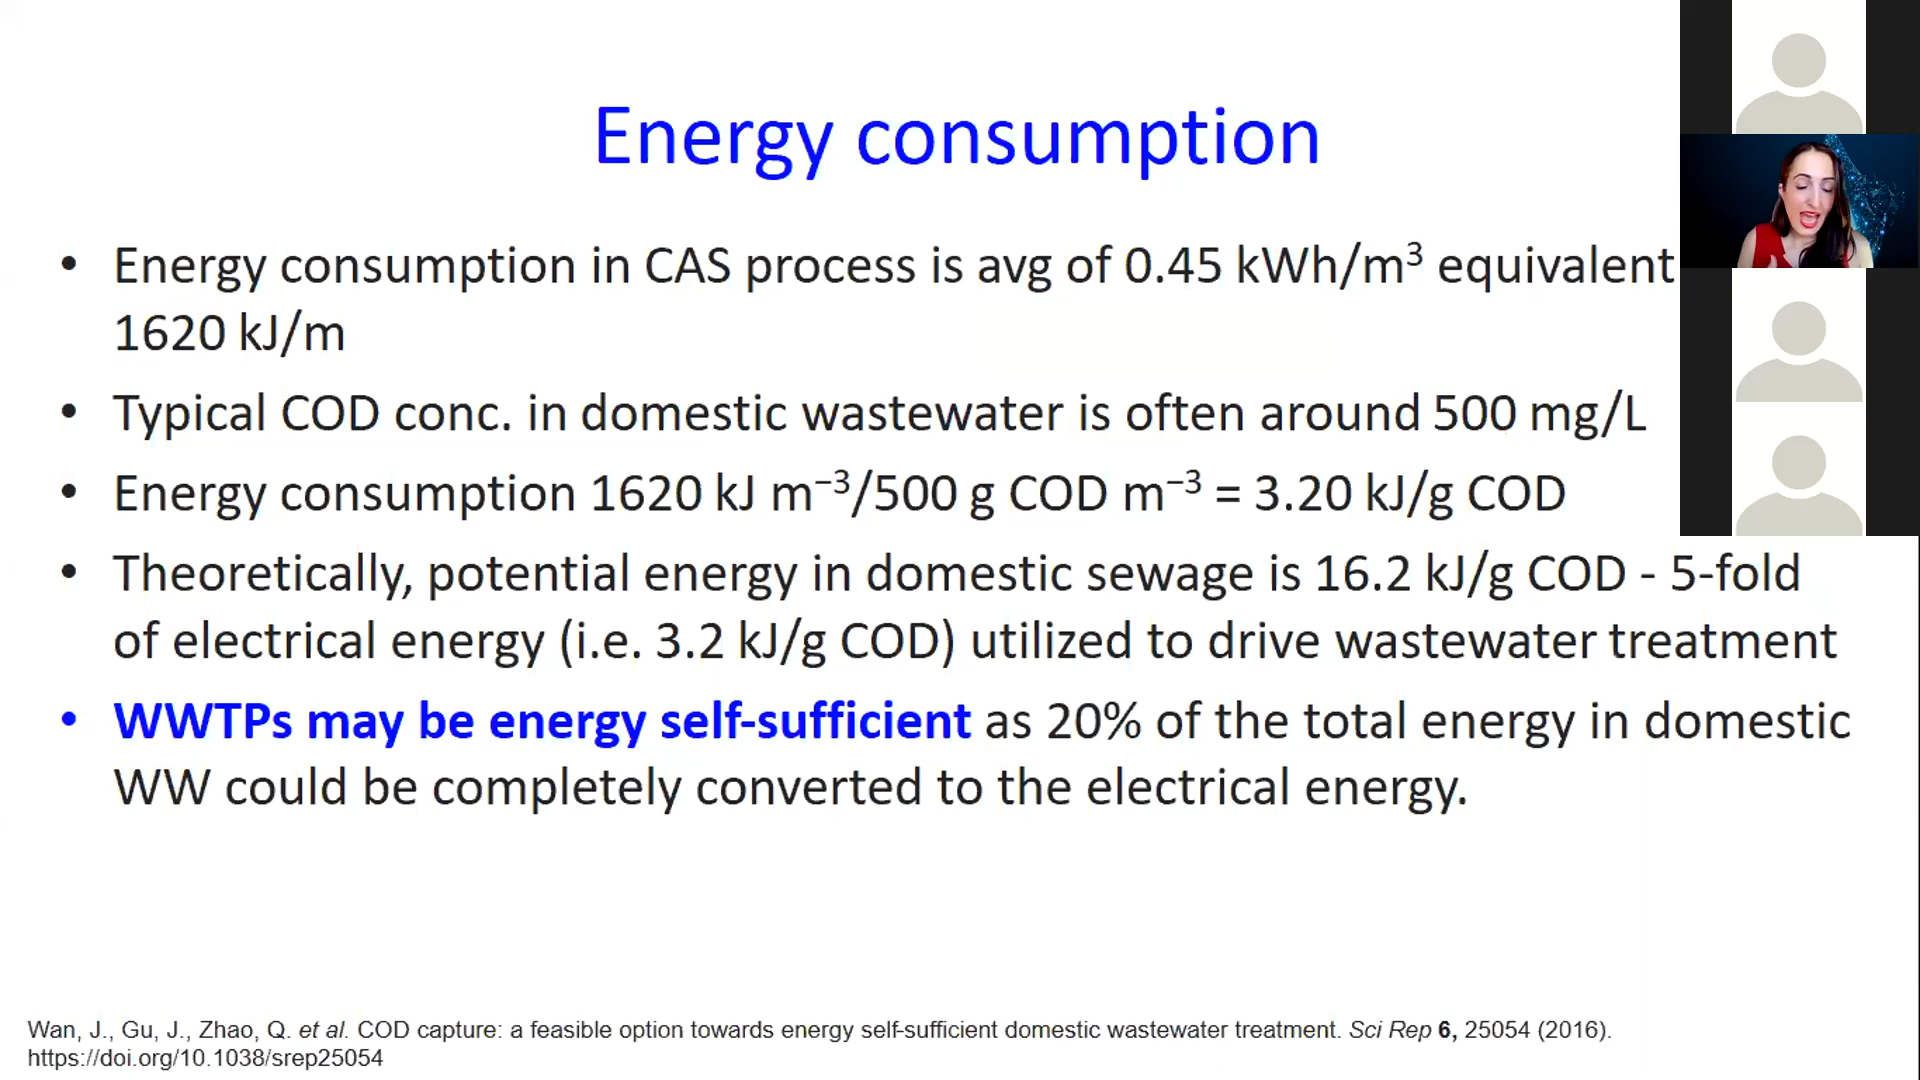 Energy consumption
• Energy consumption in CAS process is avg of 0.45 kWh/m³ equivalent
1620 kJ/m
• Typical COD conc. in domestic wastewater is often around 500 mg/L
• Energy consumption 1620 kJ m⁻³/500 g COD m⁻³ = 3.20 kJ/g COD
• Theoretically, potential energy in domestic sewage is 16.2 kJ/g COD - 5-fold
of electrical energy (i.e. 3.2 kJ/g COD) utilized to drive wastewater treatment
• WWTPs may be energy self-sufficient as 20% of the total energy in domestic
WW could be completely converted to the electrical energy.
Wan, J., Gu, J., Zhao, Q. et al. COD capture: a feasible option towards energy self-sufficient domestic wastewater treatment. Sci Rep 6, 25054 (2016).
https://doi.org/10.1038/srep25054